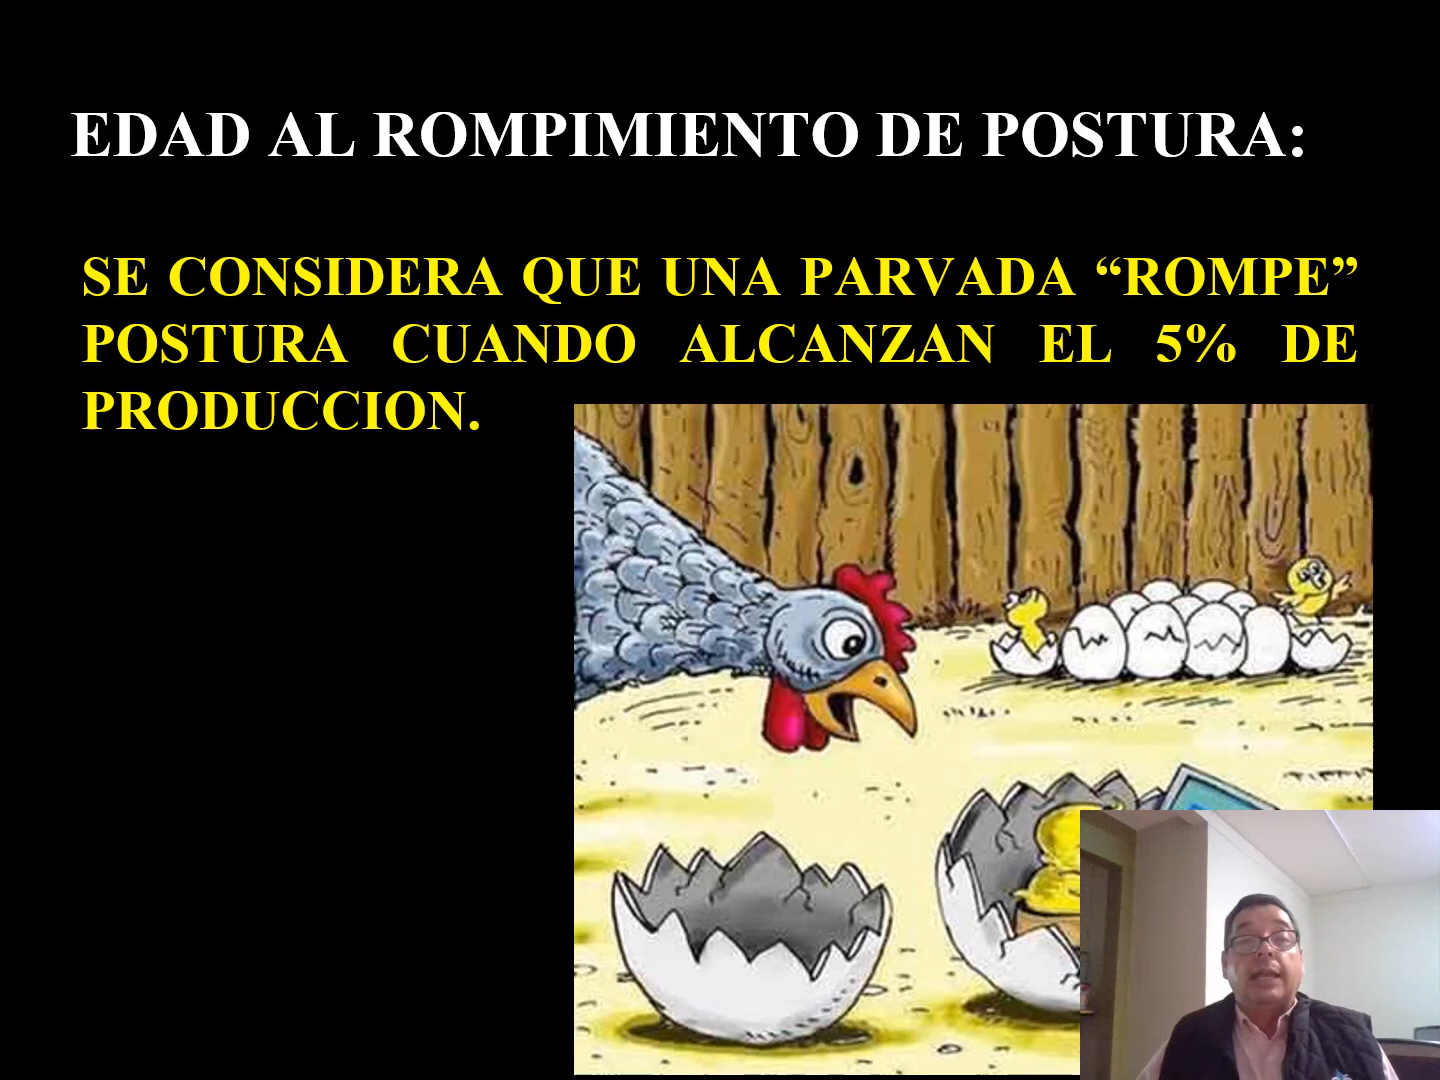 EDAD AL ROMPIMIENTO DE POSTURA:
SE CONSIDERA QUE UNA PARVADA “ROMPE”
POSTURA CUANDO ALCANZAN EL 5% DE
PRODUCCION.